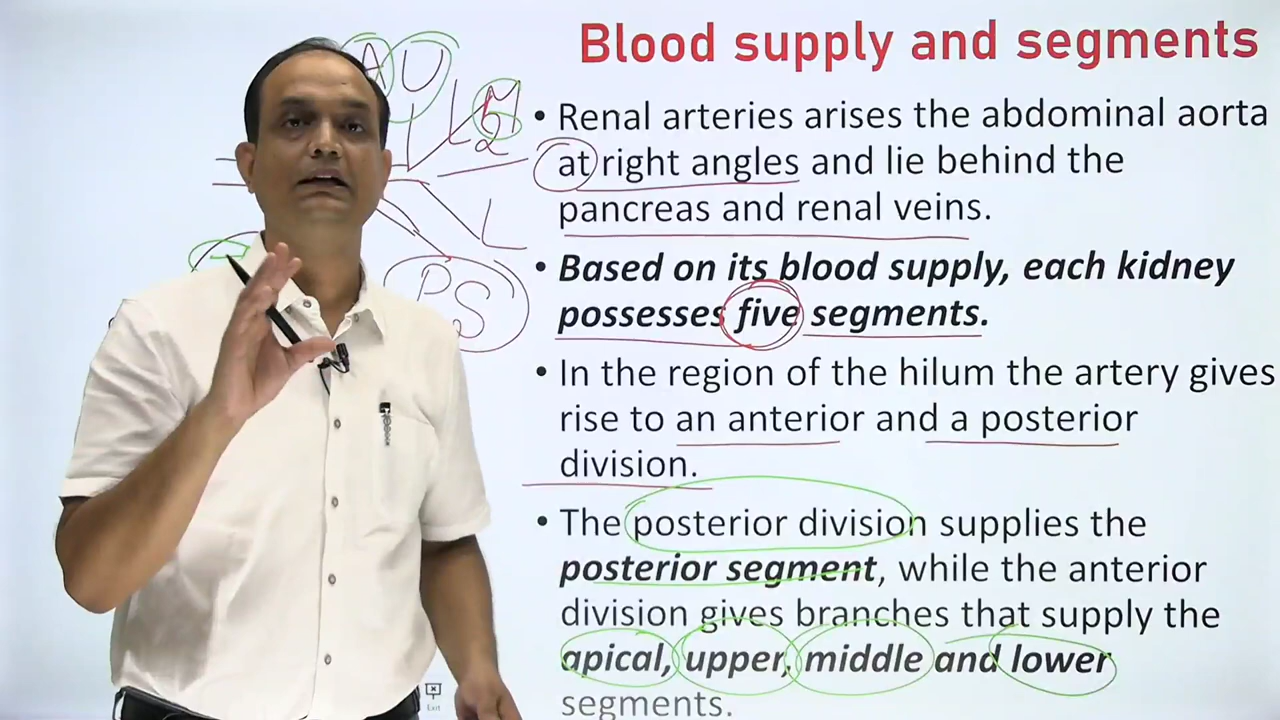 Blood supply and segments
• Renal arteries arises the abdominal aorta
at right angles and lie behind the
pancreas and renal veins.
• Based on its blood supply, each kidney
possesses five segments.
• In the region of the hilum the artery gives
rise to an anterior and a posterior
division.
• The posterior division supplies the
posterior segment, while the anterior
division gives branches that supply the
apical, upper, middle and lower
segments.
A U
M
L
PS
Exit